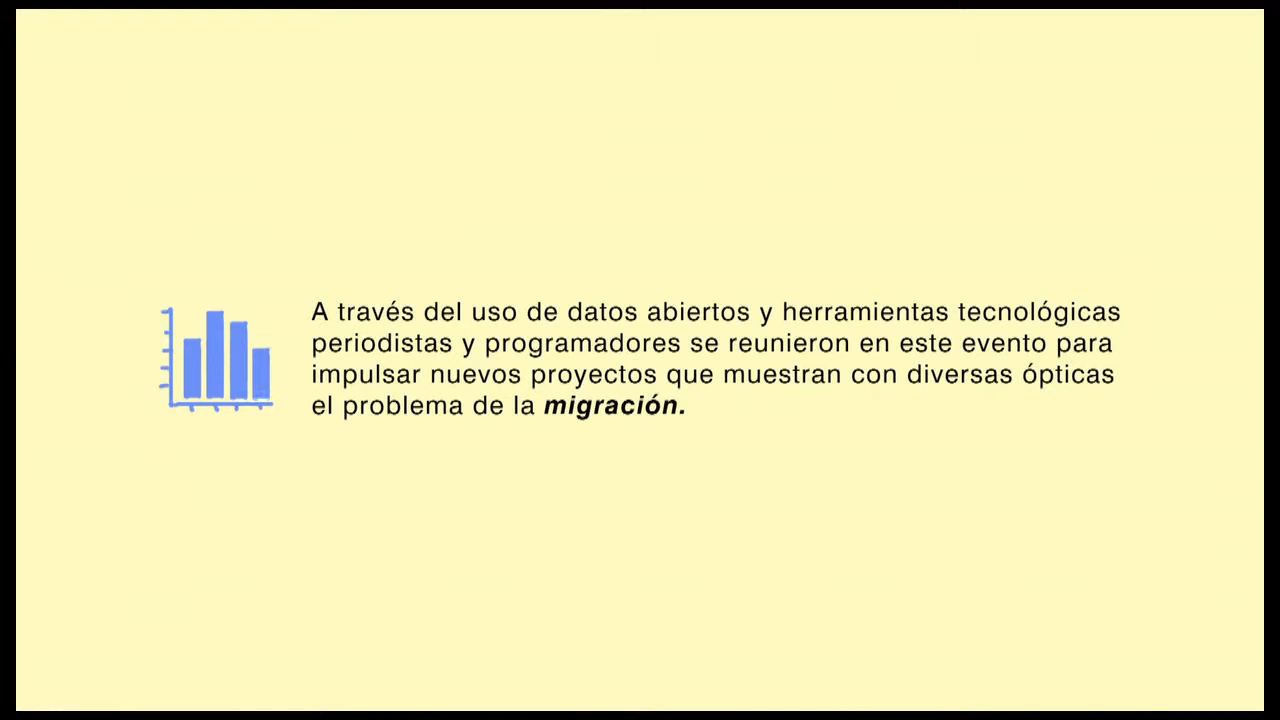 A través del uso de datos abiertos y herramientas tecnológicas
periodistas y programadores se reunieron en este evento para
impulsar nuevos proyectos que muestran con diversas ópticas
el problema de la migración.